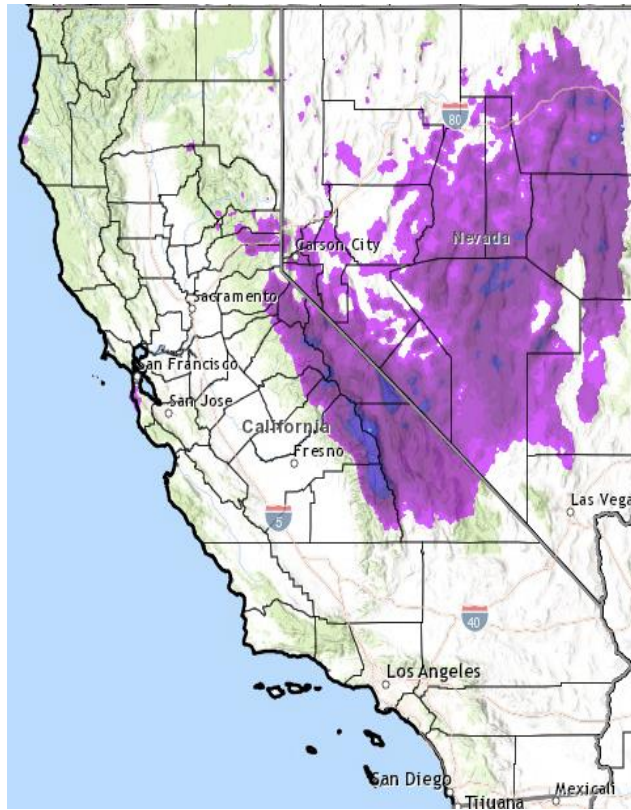 80
Nevada
Carson City
Sacramento
San Francisco
San Jose
California
Fresno
5
Las Vega
40
Los Angeles
San Diego
Mexicali
Tijuana